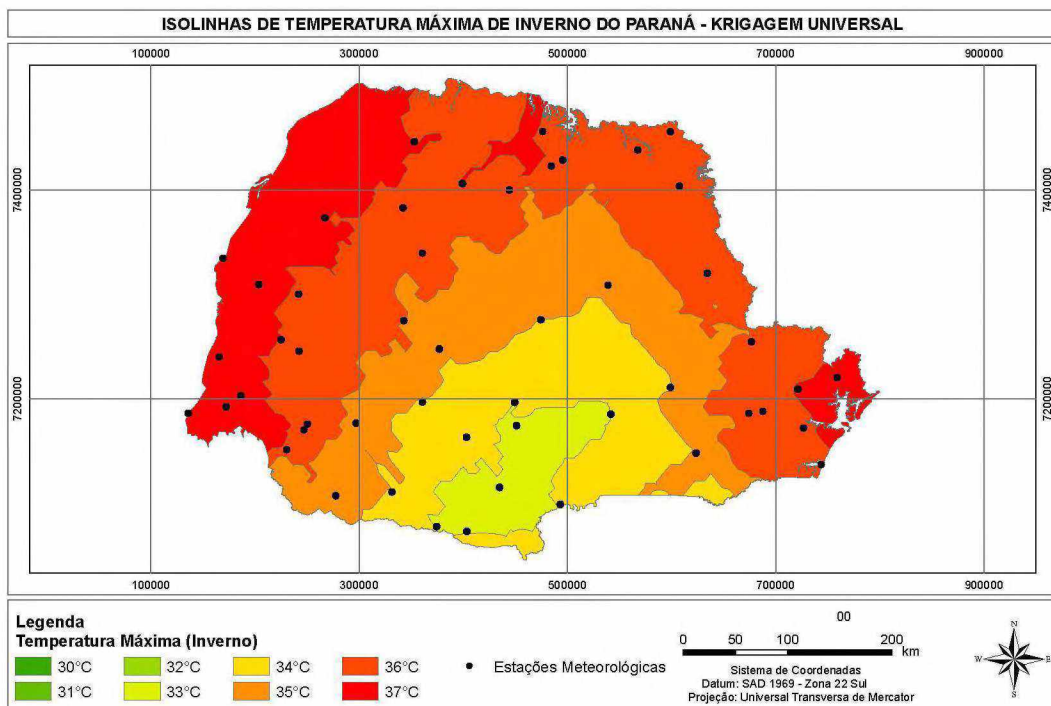 ISOLINHAS DE TEMPERATURA MÁXIMA DE INVERNO DO PARANÁ - KRIGAGEM UNIVERSAL
100000 300000 500000 700000 900000
7400000 7400000
7200000 7200000
100000 300000 500000 700000 900000
Legenda
Temperatura Máxima (Inverno)
30°C 32°C 34°C 36°C
31°C 33°C 35°C 37°C
Estações Meteorológicas
00
0 50 100 200
km
Sistema de Coordenadas
Datum: SAD 1969 - Zona 22 Sul
Projeção: Universal Transversa de Mercator
N
W E
S